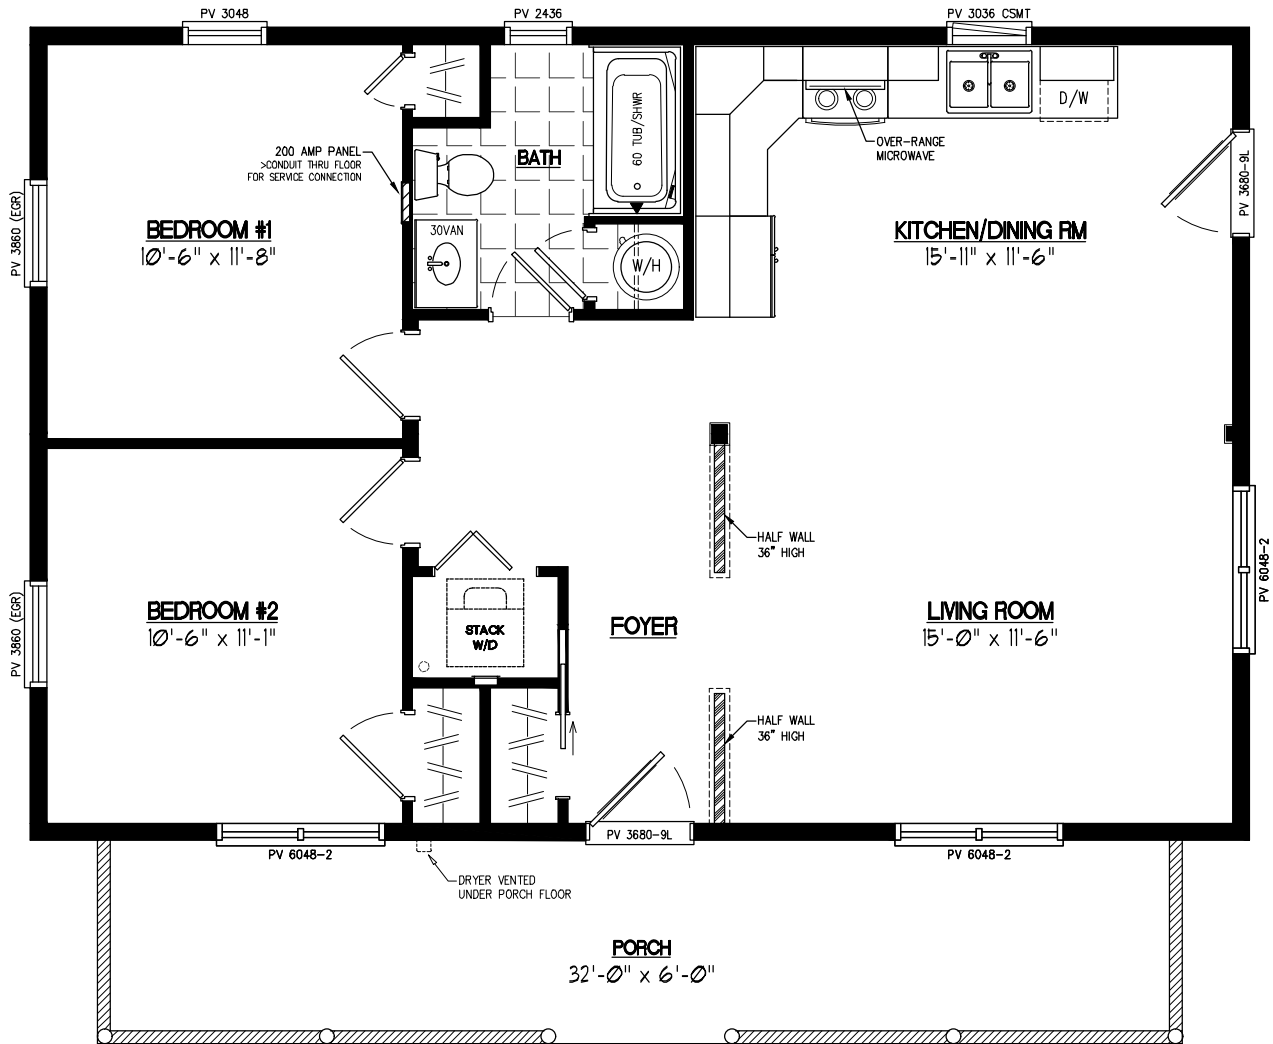 PV 3048
PV 2436
PV 3036 CSMT
D/W
60 TUB/SHWR
OVER-RANGE
MICROWAVE
200 AMP PANEL
>CONDUIT THRU FLOOR
FOR SERVICE CONNECTION
BATH
PV 3680-9L
PV 3860 (EGR)
BEDROOM #1
10'-6" x 11'-8"
30VAN
W/H
KITCHEN/DINING RM
15'-11" x 11'-6"
HALF WALL
36" HIGH
PV 6048-2
PV 3860 (EGR)
BEDROOM #2
10'-6" x 11'-1"
STACK
W/D
FOYER
LIVING ROOM
15'-0" x 11'-6"
HALF WALL
36" HIGH
PV 3680-9L
PV 6048-2
PV 6048-2
DRYER VENTED
UNDER PORCH FLOOR
PORCH
32'-0" x 6'-0"